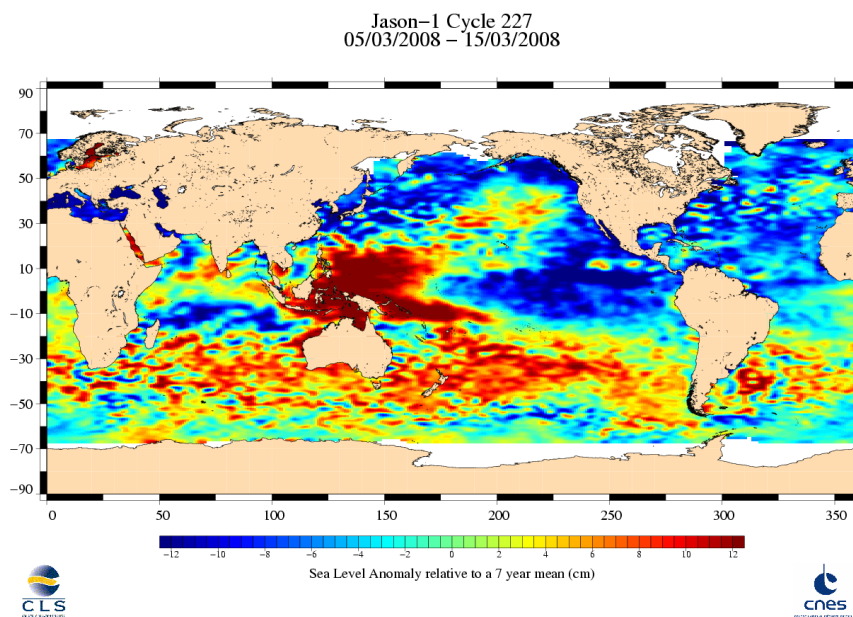 Jason-1 Cycle 227
05/03/2008 - 15/03/2008
90
70
50
30
10
-10
-30
-50
-70
-90
0 50 100 150 200 250 300 350
-12 -10 -8 -6 -4 -2 0 2 4 6 8 10 12
Sea Level Anomaly relative to a 7 year mean (cm)
CLS
cnes